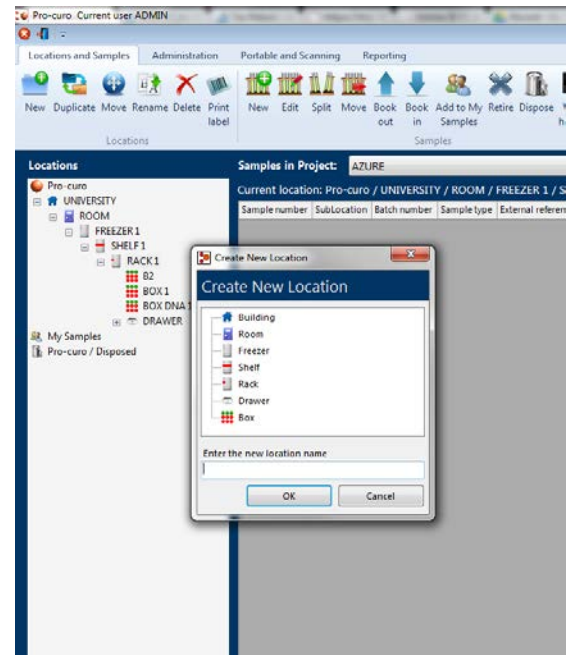 Pro-curo. Current user ADMIN
Locations and Samples Administration Portable and Scanning Reporting
New Duplicate Move Rename Delete Print label New Edit Split Move Book out Book in Add to My Samples Retire Dispose
Locations Samples
Locations Samples in Project: AZURE
Pro-curo Current location: Pro-curo / UNIVERSITY / ROOM / FREEZER 1 /
UNIVERSITY Sample number SubLocation Batch number Sample type External
ROOM
FREEZER 1
SHELF 1
RACK 1
B2
BOX 1
BOX DNA 1
DRAWER
My Samples
Pro-curo / Disposed
Create New Location
Create New Location
Building
Room
Freezer
Shelf
Rack
Drawer
Box
Enter the new location name
OK Cancel